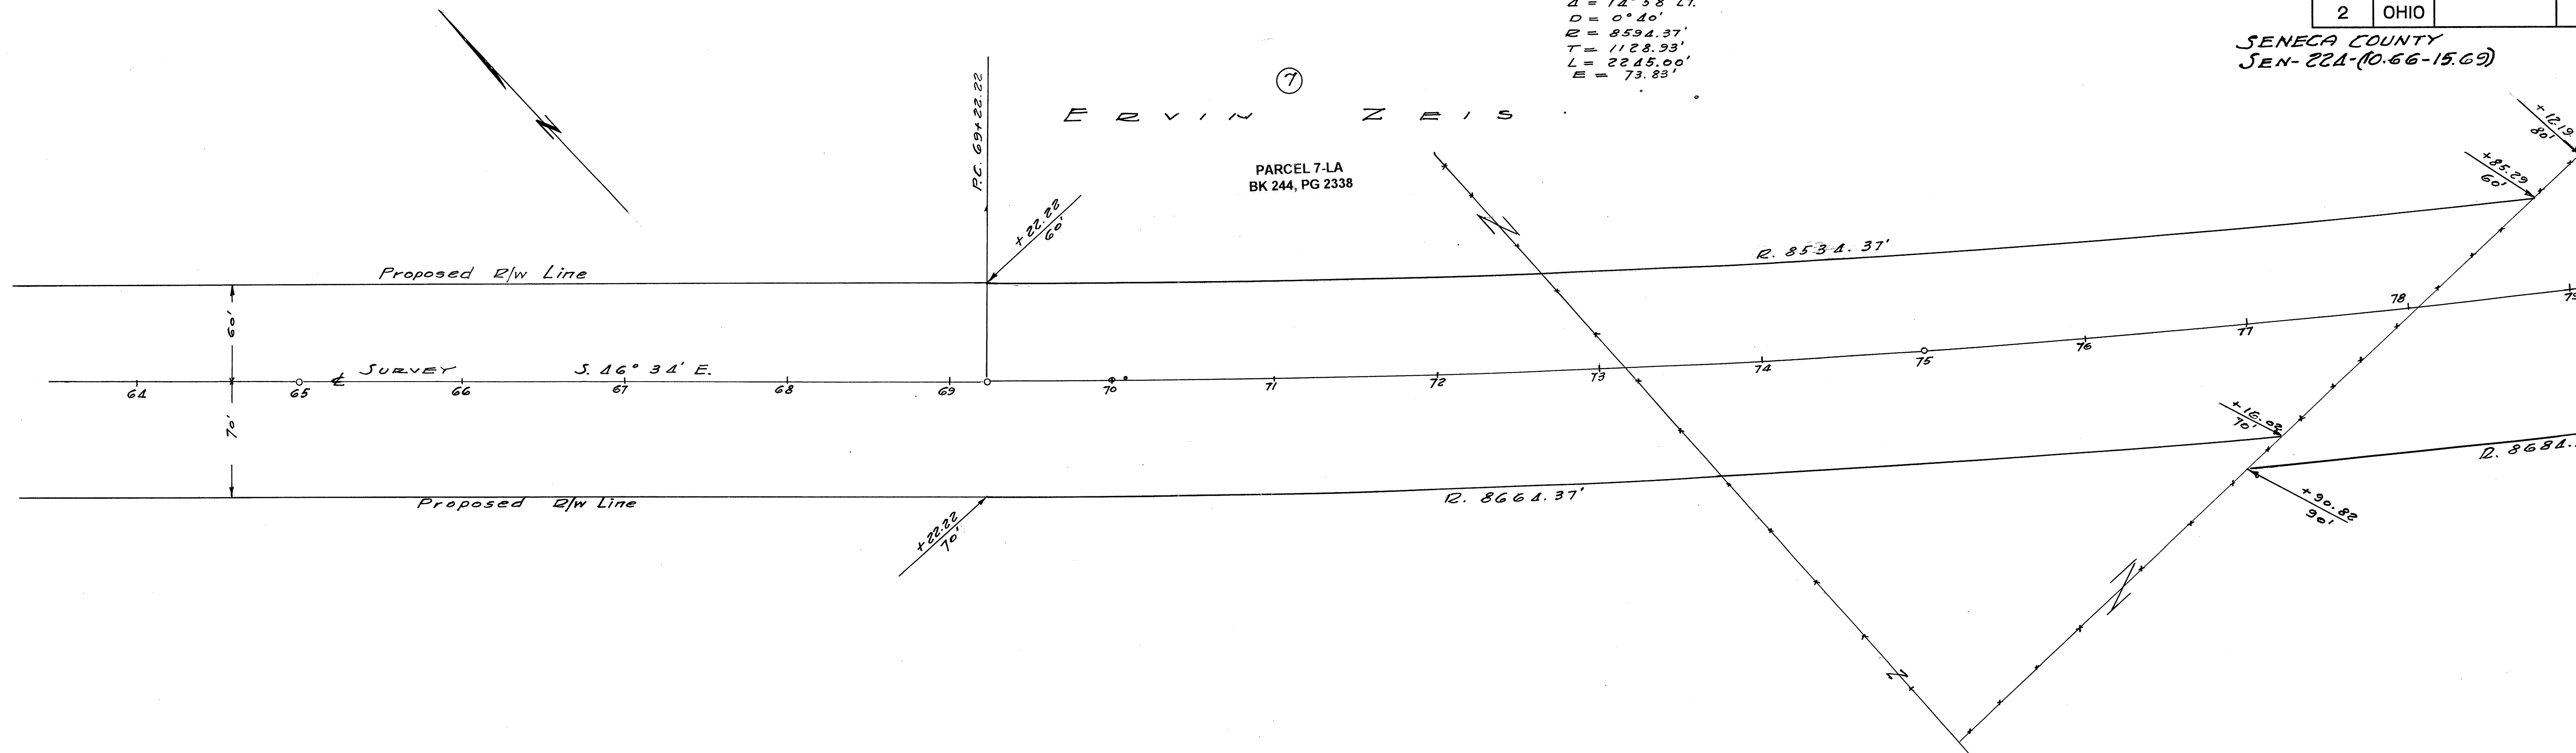 Δ = 14° 58' LT.
D = 0° 40'
R = 8594.37'
T = 1128.93'
L = 2245.00'
E = 73.83'
2 OHIO
SENECA COUNTY
SEN-224-(10.66-15.69)
7
ERVIN ZEIS
PARCEL 7-LA
BK 244, PG 2338
P.C. 69+22.22
N
+22.22
60'
+12.19
80'
+85.29
60'
R. 8534.37'
Proposed R/W Line
60'
℄ SURVEY S. 46° 34' E.
64 65 66 67 68 69 70 71 72 73 74 75 76 77 78
70'
+16.02
70'
R. 8684.
+90.82
90'
Proposed R/W Line
R. 8664.37'
+22.22
70'